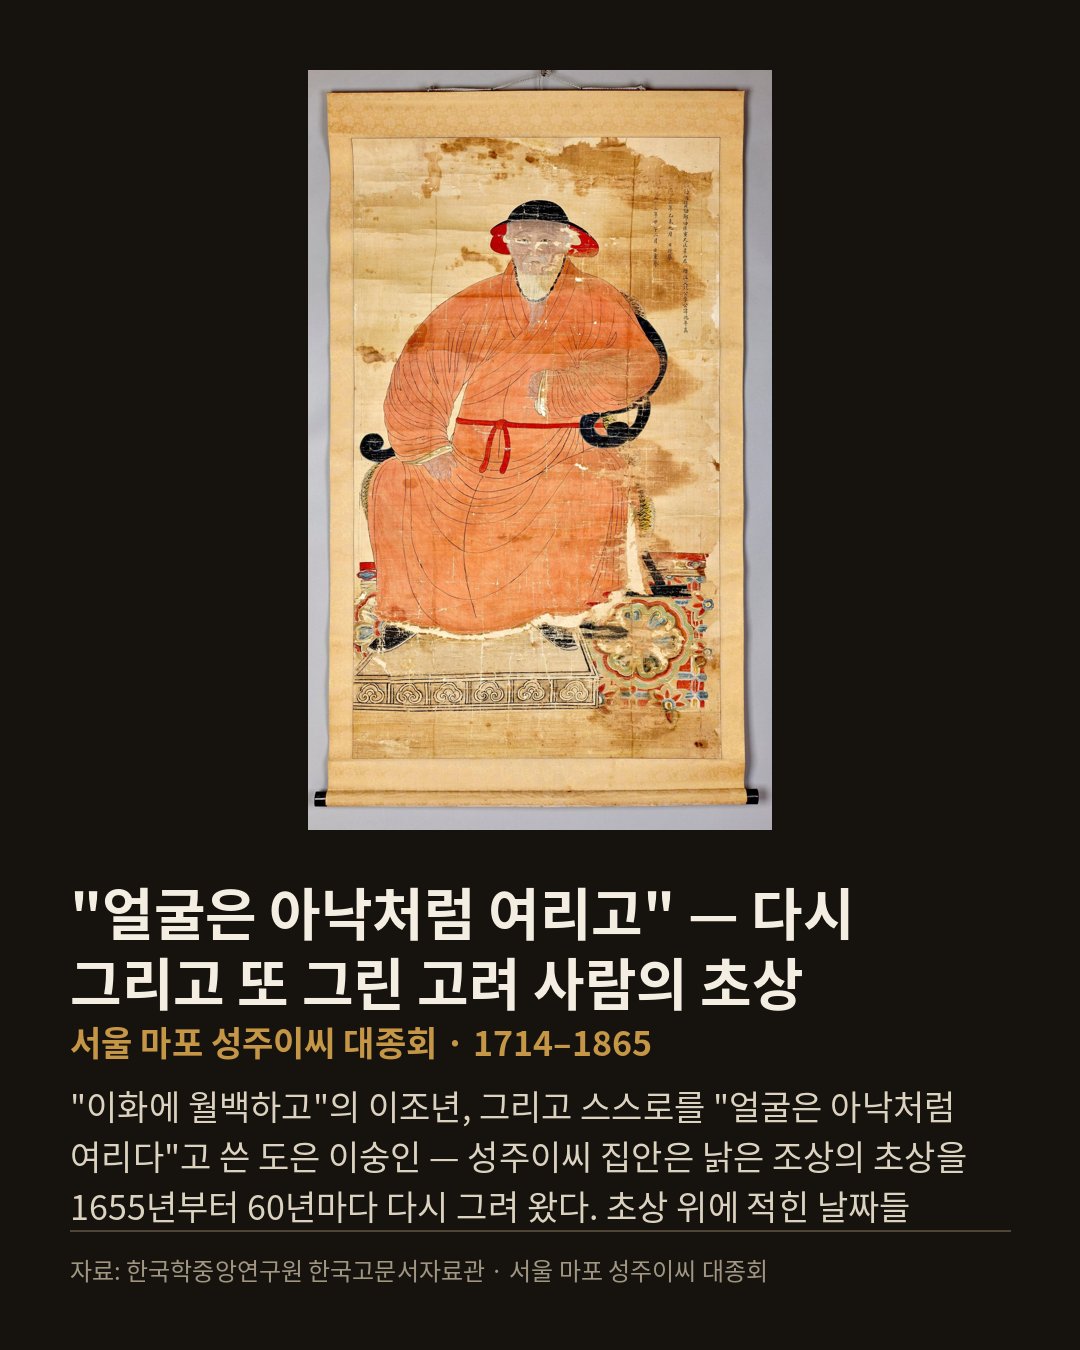 "얼굴은 아낙처럼 여리고" — 다시
그리고 또 그린 고려 사람의 초상
서울 마포 성주이씨 대종회 · 1714–1865
"이화에 월백하고"의 이조년, 그리고 스스로를 "얼굴은 아낙처럼
여리다"고 쓴 도은 이숭인 — 성주이씨 집안은 낡은 조상의 초상을
1655년부터 60년마다 다시 그려 왔다. 초상 위에 적힌 날짜들
자료: 한국학중앙연구원 한국고문서자료관 · 서울 마포 성주이씨 대종회